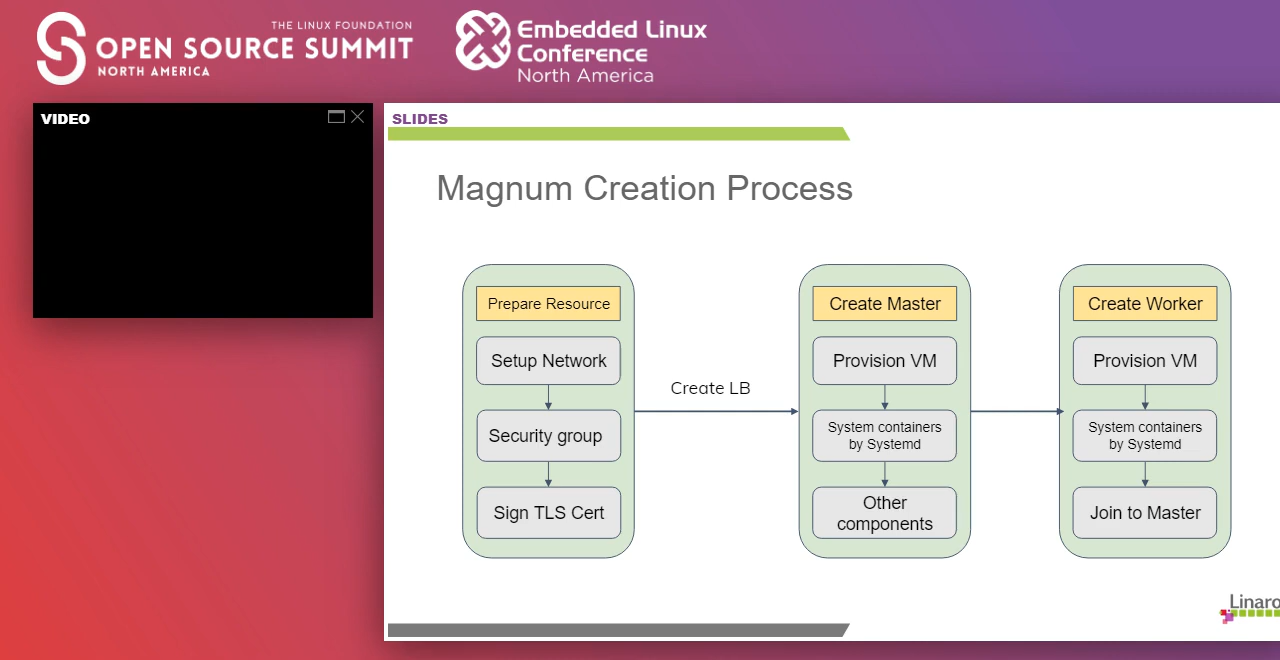 THE LINUX FOUNDATION
OPEN SOURCE SUMMIT
NORTH AMERICA
Embedded Linux
Conference
North America
VIDEO
SLIDES
Magnum Creation Process
Prepare Resource
Setup Network
Security group
Sign TLS Cert
Create LB
Create Master
Provision VM
System containers
by Systemd
Other
components
Create Worker
Provision VM
System containers
by Systemd
Join to Master
Linaro